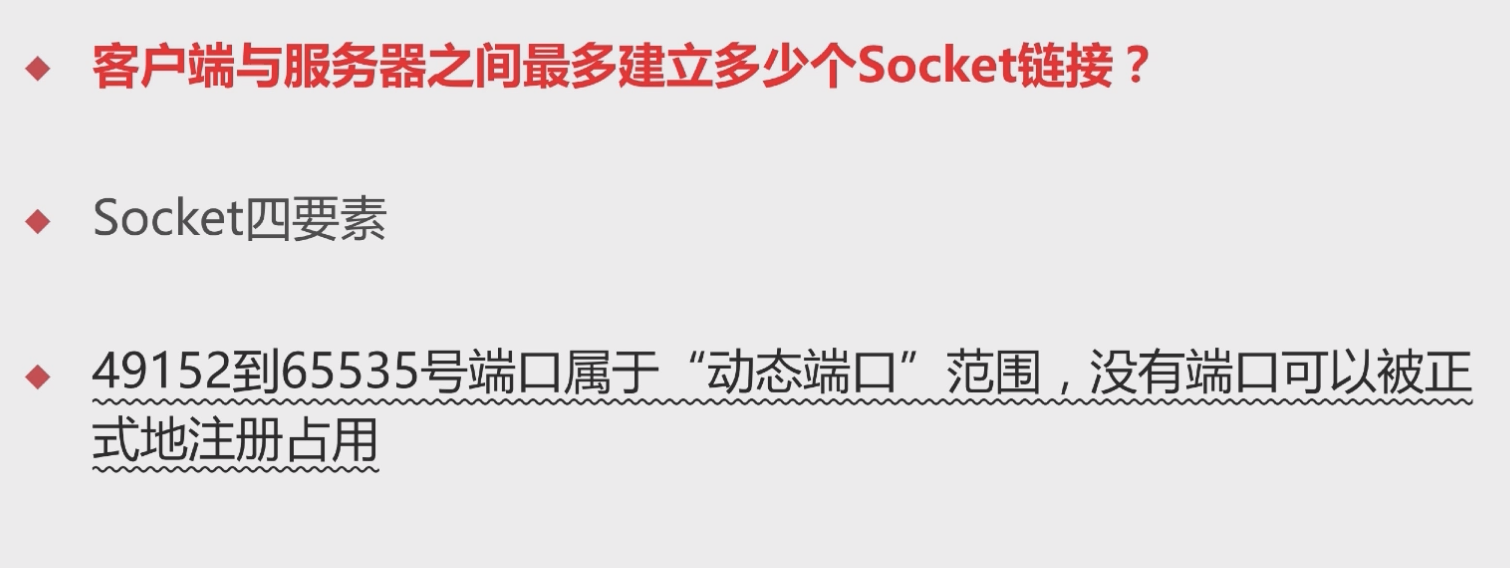 客户端与服务器之间最多建立多少个Socket链接？
Socket四要素
49152到65535号端口属于“动态端口”范围，没有端口可以被正
式地注册占用